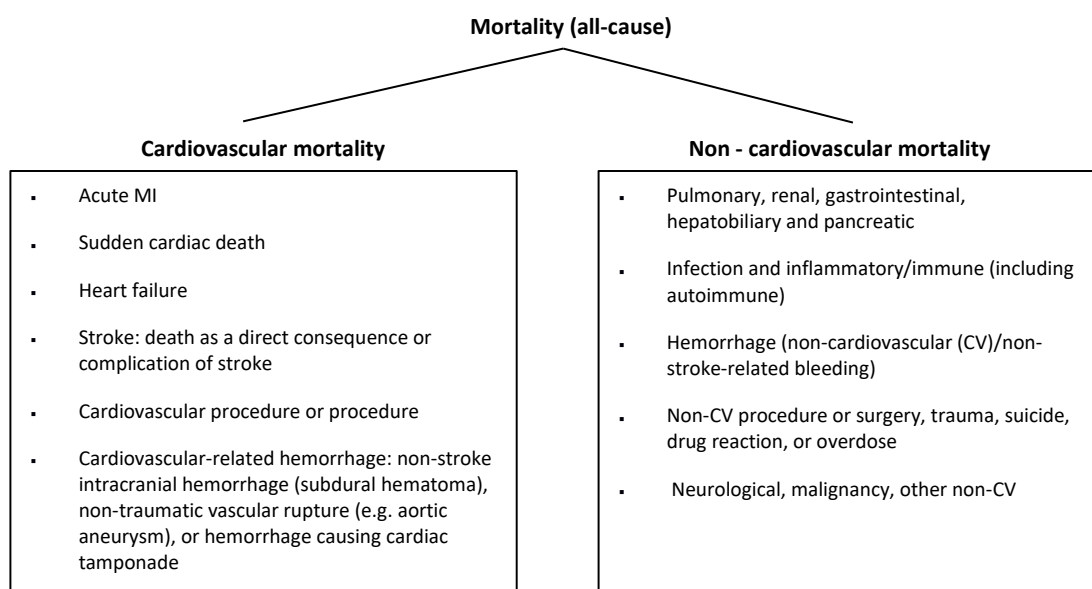 Mortality (all-cause)
Cardiovascular mortality
▪ Acute MI
▪ Sudden cardiac death
▪ Heart failure
▪ Stroke: death as a direct consequence or
complication of stroke
▪ Cardiovascular procedure or procedure
▪ Cardiovascular-related hemorrhage: non-stroke
intracranial hemorrhage (subdural hematoma),
non-traumatic vascular rupture (e.g. aortic
aneurysm), or hemorrhage causing cardiac
tamponade
Non - cardiovascular mortality
▪ Pulmonary, renal, gastrointestinal,
hepatobiliary and pancreatic
▪ Infection and inflammatory/immune (including
autoimmune)
▪ Hemorrhage (non-cardiovascular (CV)/non-
stroke-related bleeding)
▪ Non-CV procedure or surgery, trauma, suicide,
drug reaction, or overdose
▪ Neurological, malignancy, other non-CV